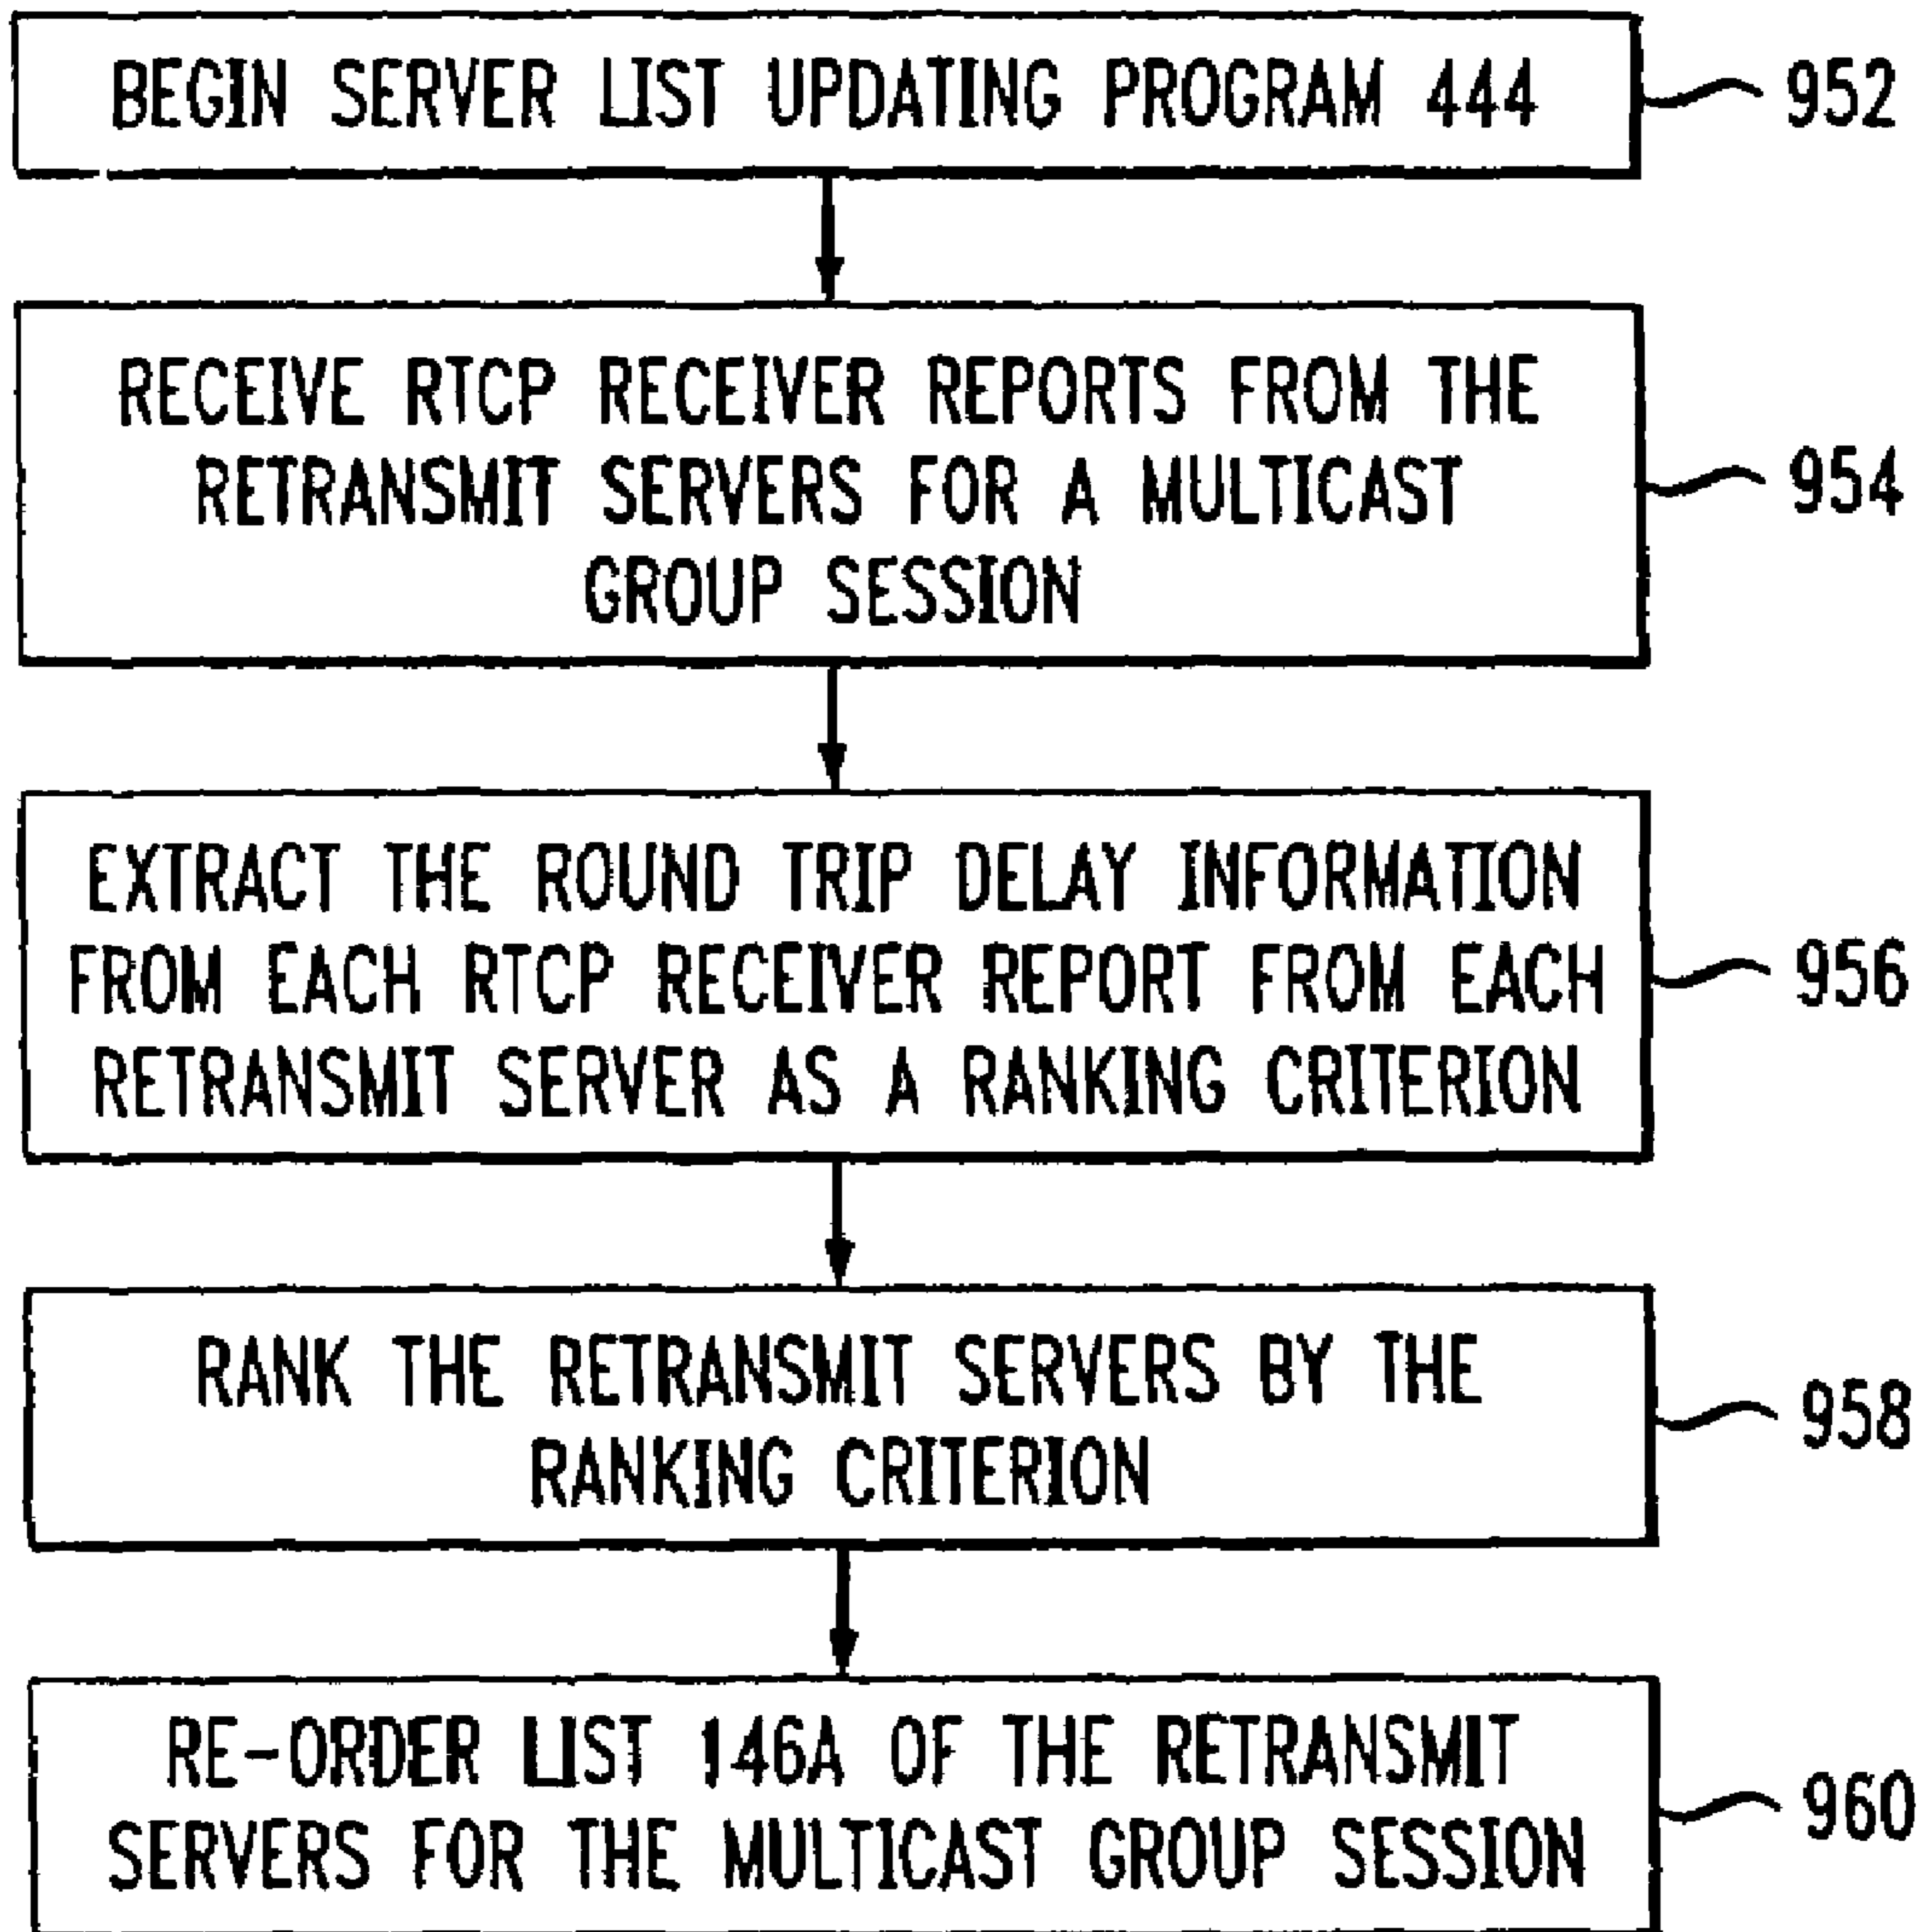 BEGIN SERVER LIST UPDATING PROGRAM 444
952
RECEIVE RTCP RECEIVER REPORTS FROM THE
RETRANSMIT SERVERS FOR A MULTICAST
GROUP SESSION
954
EXTRACT THE ROUND TRIP DELAY INFORMATION
FROM EACH RTCP RECEIVER REPORT FROM EACH
RETRANSMIT SERVER AS A RANKING CRITERION
956
RANK THE RETRANSMIT SERVERS BY THE
RANKING CRITERION
958
RE-ORDER LIST 146A OF THE RETRANSMIT
SERVERS FOR THE MULTICAST GROUP SESSION
960